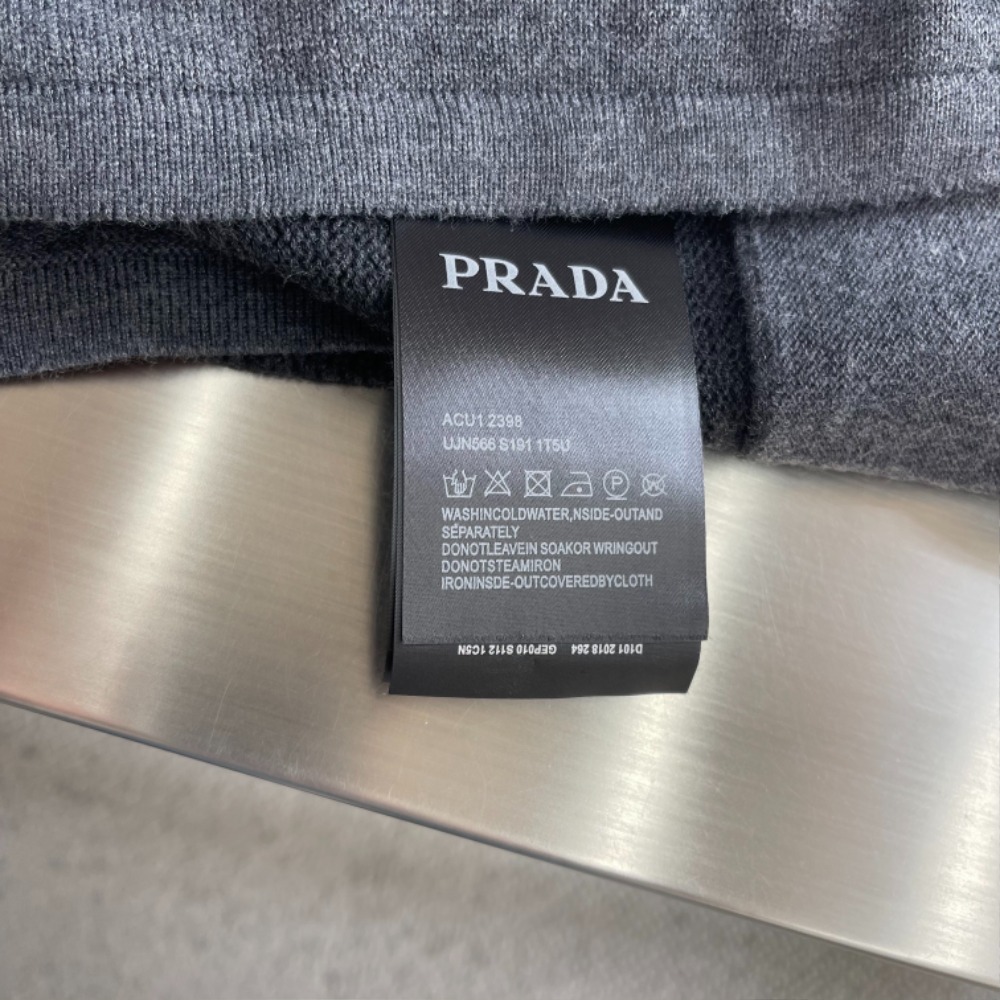 PRADA
ACU1 2398
UJN566 S191 1T5U
P W
WASHINCOLDWATER,NSIDE-OUTAND
SEPARATELY
DONOTLEAVEIN SOAKOR WRINGOUT
DONOTSTEAMIRON
IRONINSDE-OUTCOVEREDBYCLOTH
D101 2018 264 GEP010 S112 1C5N